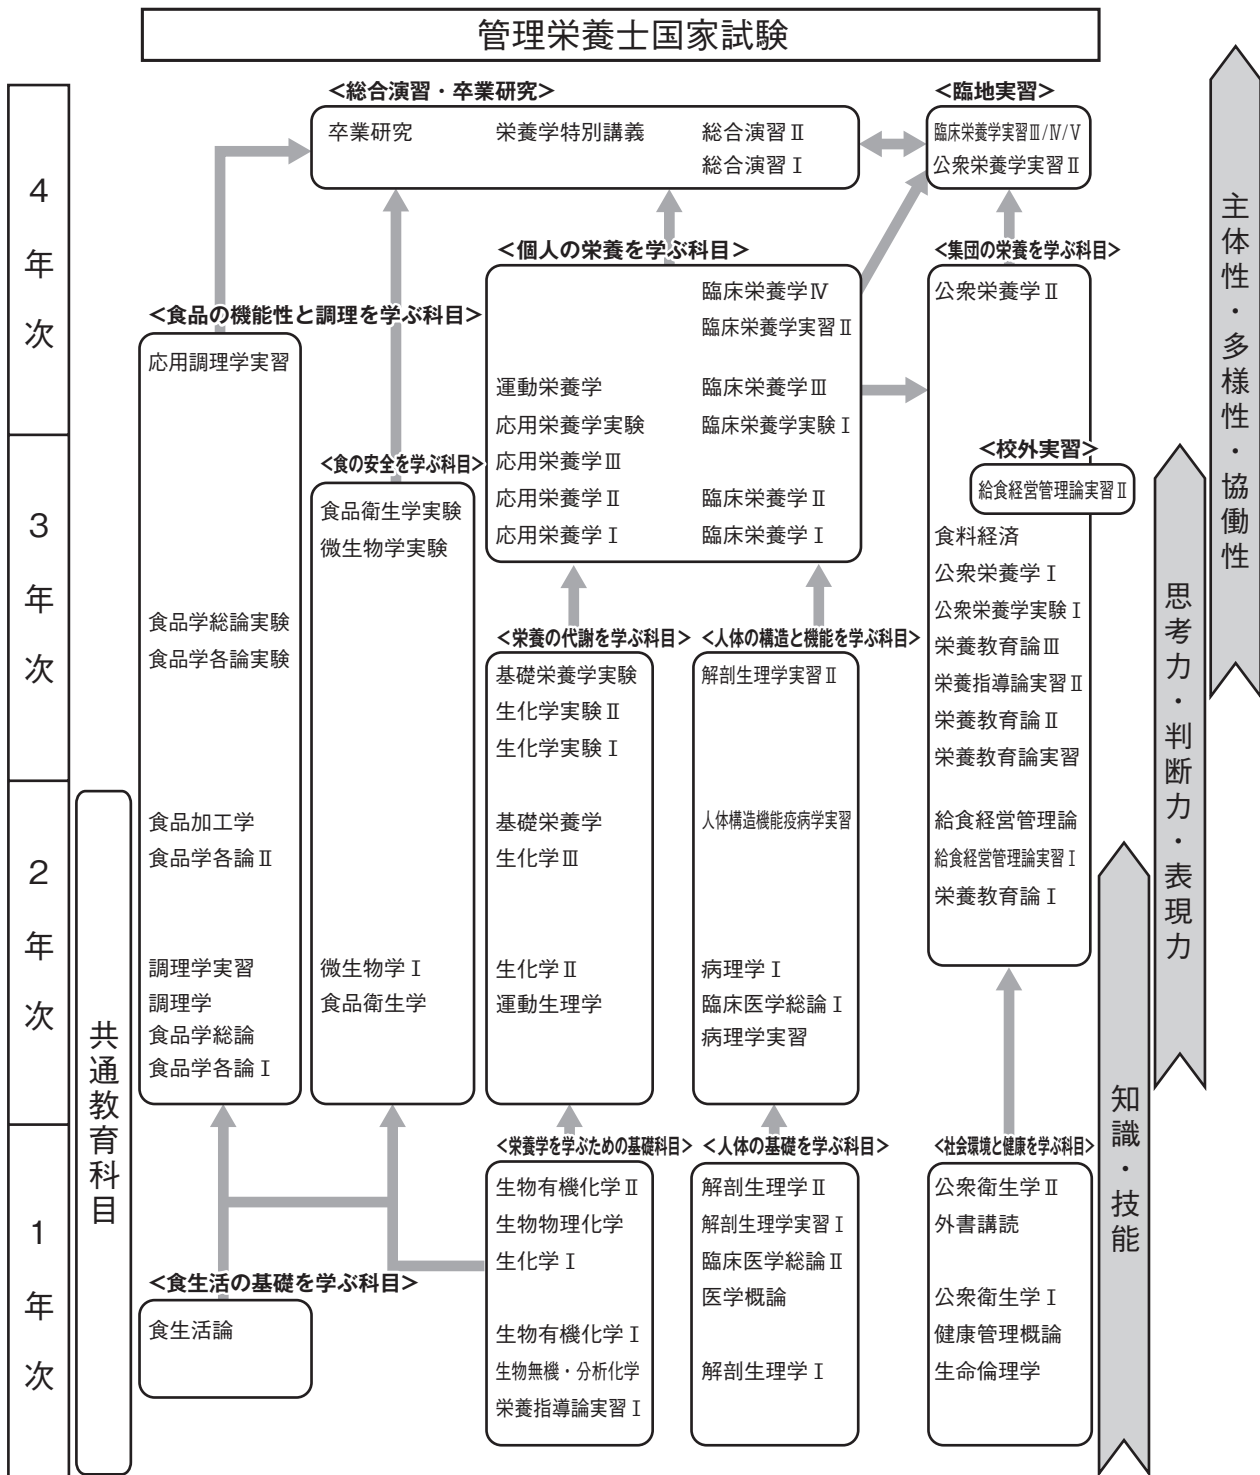 管理栄養士国家試験
4年次
3年次
2年次
1年次
共通教育科目
<総合演習・卒業研究>
卒業研究
栄養学特別講義
総合演習Ⅱ
総合演習Ⅰ
<臨地実習>
臨床栄養学実習Ⅲ/Ⅳ/Ⅴ
公衆栄養学実習Ⅱ
<食品の機能性と調理を学ぶ科目>
応用調理学実習
食品学総論実験
食品学各論実験
食品加工学
食品学各論Ⅱ
調理学実習
調理学
食品学総論
食品学各論Ⅰ
<食の安全を学ぶ科目>
食品衛生学実験
微生物学実験
微生物学Ⅰ
食品衛生学
<個人の栄養を学ぶ科目>
臨床栄養学Ⅳ
臨床栄養学実習Ⅱ
運動栄養学
臨床栄養学Ⅲ
応用栄養学実験
臨床栄養学実験Ⅰ
応用栄養学Ⅲ
応用栄養学Ⅱ
臨床栄養学Ⅱ
応用栄養学Ⅰ
臨床栄養学Ⅰ
<栄養の代謝を学ぶ科目>
基礎栄養学実験
生化学実験Ⅱ
生化学実験Ⅰ
基礎栄養学
生化学Ⅲ
生化学Ⅱ
運動生理学
<人体の構造と機能を学ぶ科目>
解剖生理学実習Ⅱ
人体構造機能疫病学実習
病理学Ⅰ
臨床医学総論Ⅰ
病理学実習
<集団の栄養を学ぶ科目>
公衆栄養学Ⅱ
<校外実習>
給食経営管理論実習Ⅱ
食料経済
公衆栄養学Ⅰ
公衆栄養学実験Ⅰ
栄養教育論Ⅲ
栄養指導論実習Ⅱ
栄養教育論Ⅱ
栄養教育論実習
給食経営管理論
給食経営管理論実習Ⅰ
栄養教育論Ⅰ
<食生活の基礎を学ぶ科目>
食生活論
<栄養学を学ぶための基礎科目>
生物有機化学Ⅱ
生物物理化学
生化学Ⅰ
生物有機化学Ⅰ
生物無機・分析化学
栄養指導論実習Ⅰ
<人体の基礎を学ぶ科目>
解剖生理学Ⅱ
解剖生理学実習Ⅰ
臨床医学総論Ⅱ
医学概論
解剖生理学Ⅰ
<社会環境と健康を学ぶ科目>
公衆衛生学Ⅱ
外書講読
公衆衛生学Ⅰ
健康管理概論
生命倫理学
知識・技能
思考力・判断力・表現力
主体性・多様性・協働性